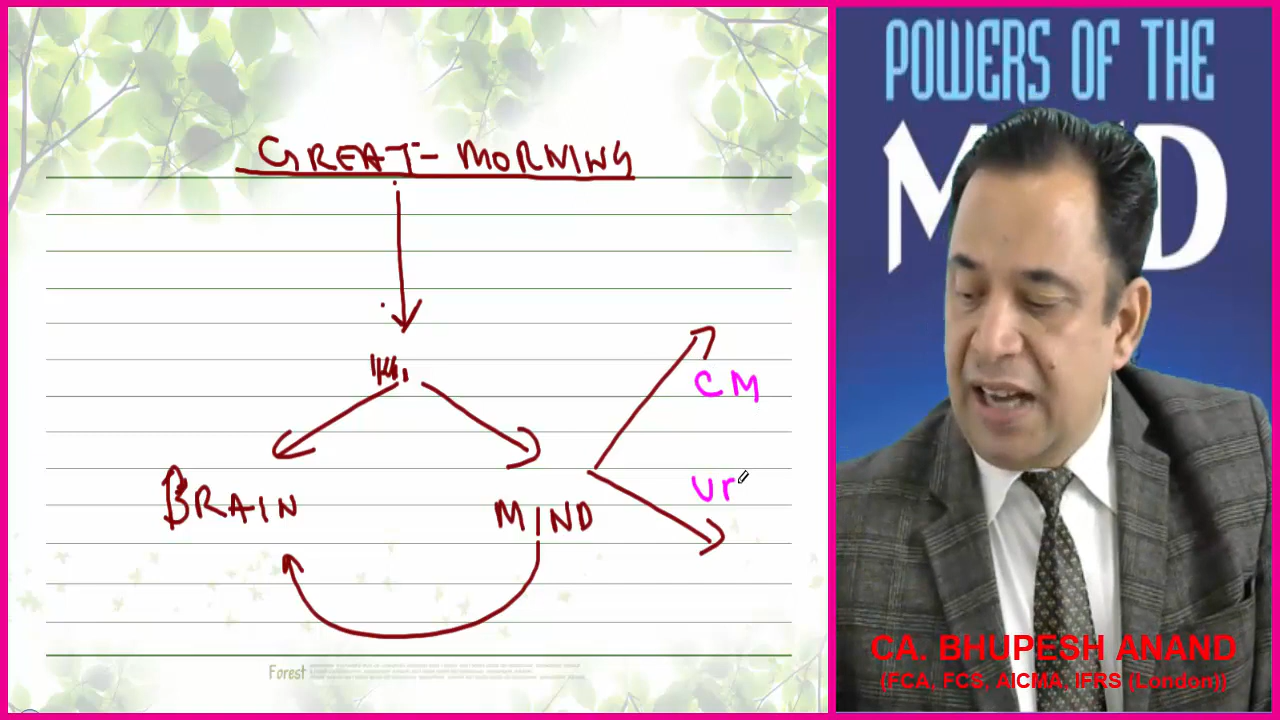 GREAT-MORNING
CM
BRAIN
MIND
Forest
POWERS OF THE
CA. BHUPESH ANAND
(FCA, FCS, AICMA, IFRS (London))